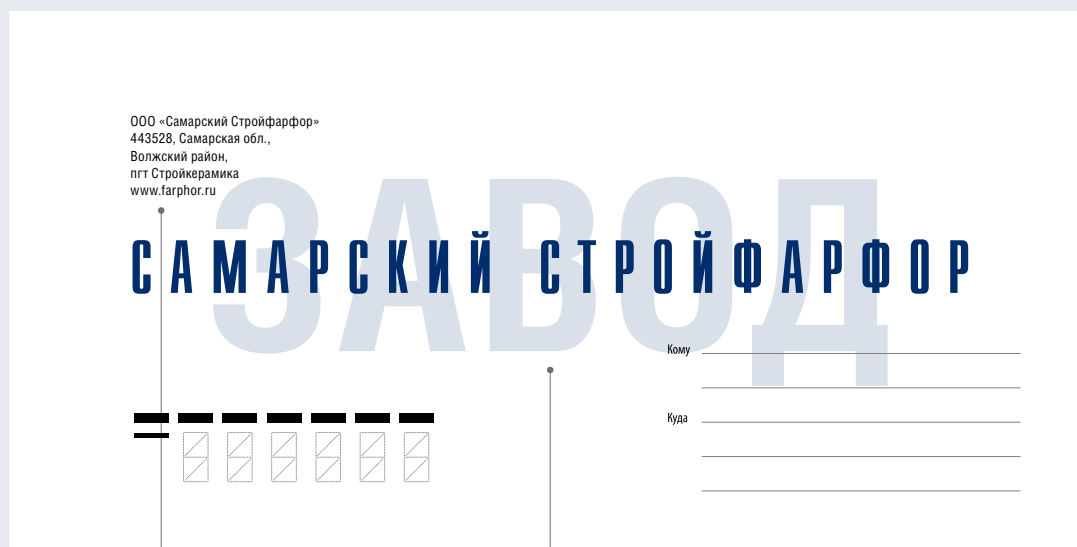 ООО «Самарский Стройфарфор»
443528, Самарская обл.,
Волжский район,
пгт Стройкерамика
www.farphor.ru
ЗАВОД
САМАРСКИЙ СТРОЙФАРФОР
Кому
Куда